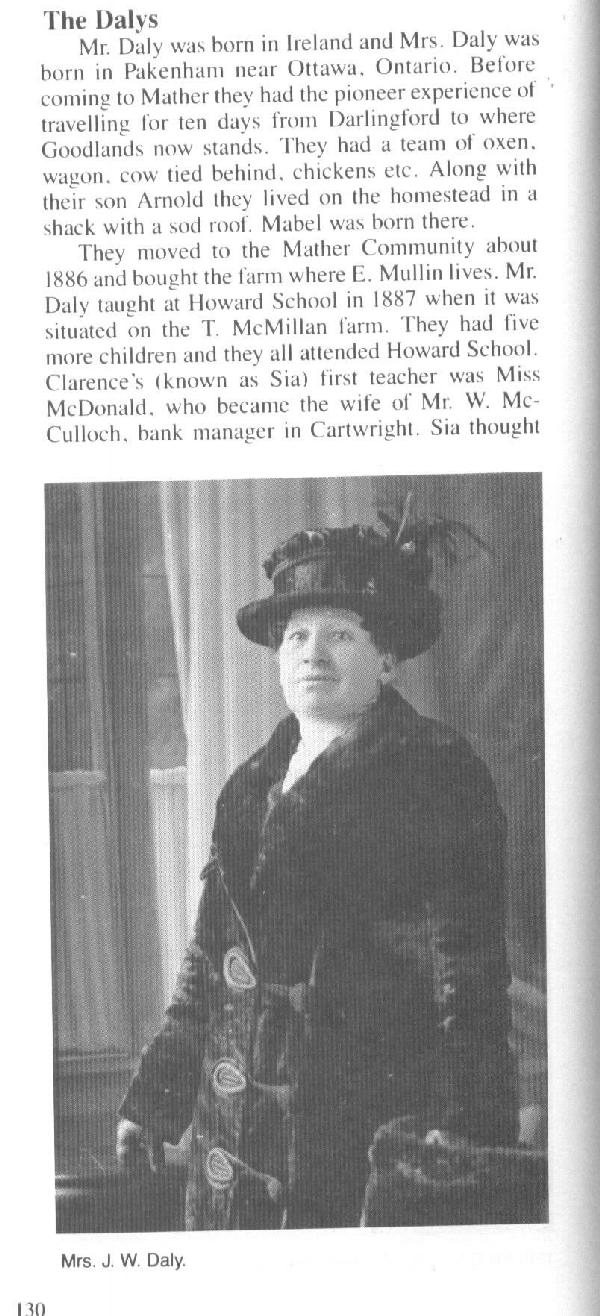 The Dalys
Mr. Daly was born in Ireland and Mrs. Daly was
born in Pakenham near Ottawa, Ontario. Before
coming to Mather they had the pioneer experience of
travelling for ten days from Darlingford to where
Goodlands now stands. They had a team of oxen,
wagon, cow tied behind, chickens etc. Along with
their son Arnold they lived on the homestead in a
shack with a sod roof. Mabel was born there.
They moved to the Mather Community about
1886 and bought the farm where E. Mullin lives. Mr.
Daly taught at Howard School in 1887 when it was
situated on the T. McMillan farm. They had five
more children and they all attended Howard School.
Clarence's (known as Sia) first teacher was Miss
McDonald, who became the wife of Mr. W. Mc-
Culloch, bank manager in Cartwright. Sia thought
Mrs. J. W. Daly.
130